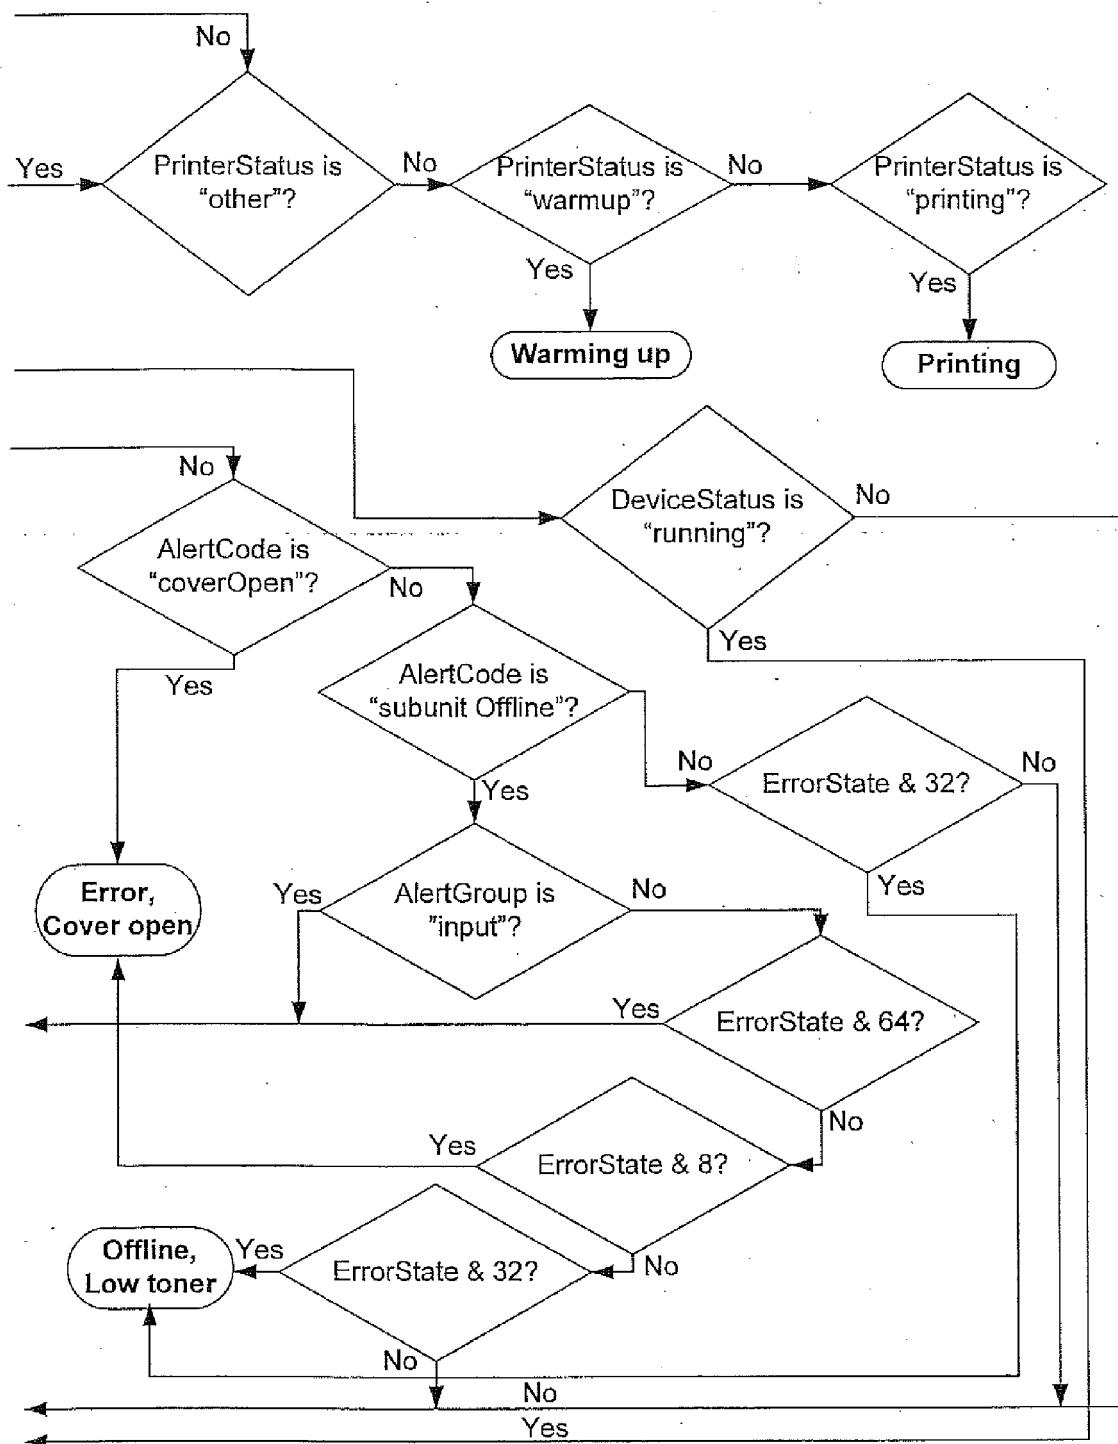 No
Yes
PrinterStatus is
"other"?
No
PrinterStatus is
"warmup"?
No
PrinterStatus is
"printing"?
Yes
Yes
Warming up
Printing
No
AlertCode is
"coverOpen"?
No
DeviceStatus is
"running"?
No
Yes
Yes
AlertCode is
"subunit Offline"?
No
ErrorState & 32?
No
Yes
Yes
Error,
Cover open
Yes
AlertGroup is
"input"?
No
Yes
ErrorState & 64?
No
Yes
ErrorState & 8?
No
Offline,
Low toner
Yes
ErrorState & 32?
No
No
Yes